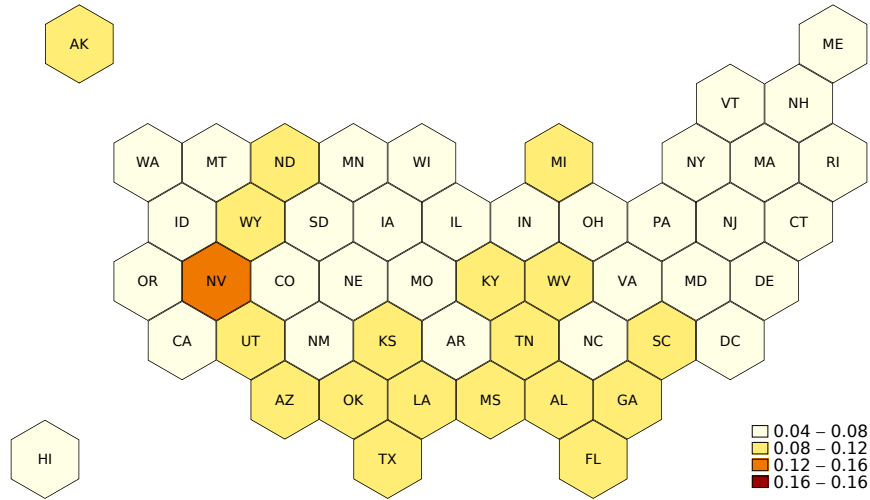 AK
ME
VT NH
WA MT ND MN WI MI NY MA RI
ID WY SD IA IL IN OH PA NJ CT
OR NV CO NE MO KY WV VA MD DE
CA UT NM KS AR TN NC SC DC
AZ OK LA MS AL GA
HI TX FL
0.04 – 0.08
0.08 – 0.12
0.12 – 0.16
0.16 – 0.16